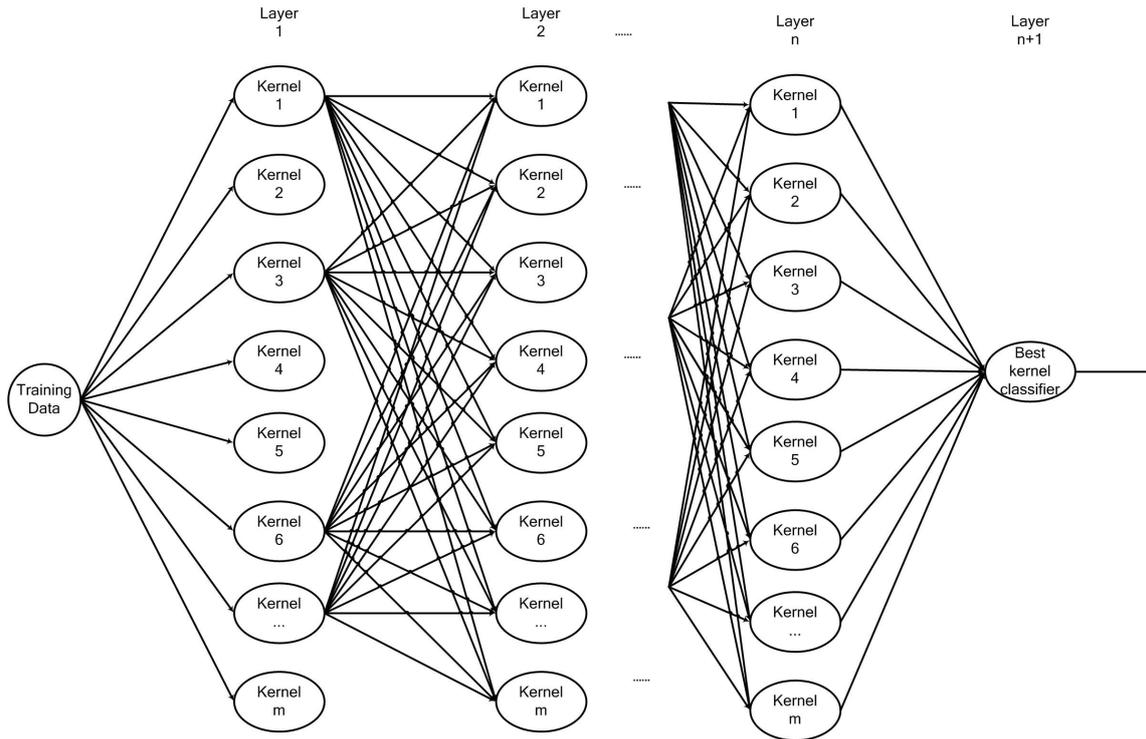 Layer
1
Layer
2
......
Layer
n
Layer
n+1
Training
Data
Kernel
1
Kernel
2
Kernel
3
Kernel
4
Kernel
5
Kernel
6
Kernel
...
Kernel
m
Kernel
1
Kernel
2
Kernel
3
Kernel
4
Kernel
5
Kernel
6
Kernel
...
Kernel
m
......
......
......
......
Kernel
1
Kernel
2
Kernel
3
Kernel
4
Kernel
5
Kernel
6
Kernel
...
Kernel
m
Best
kernel
classifier